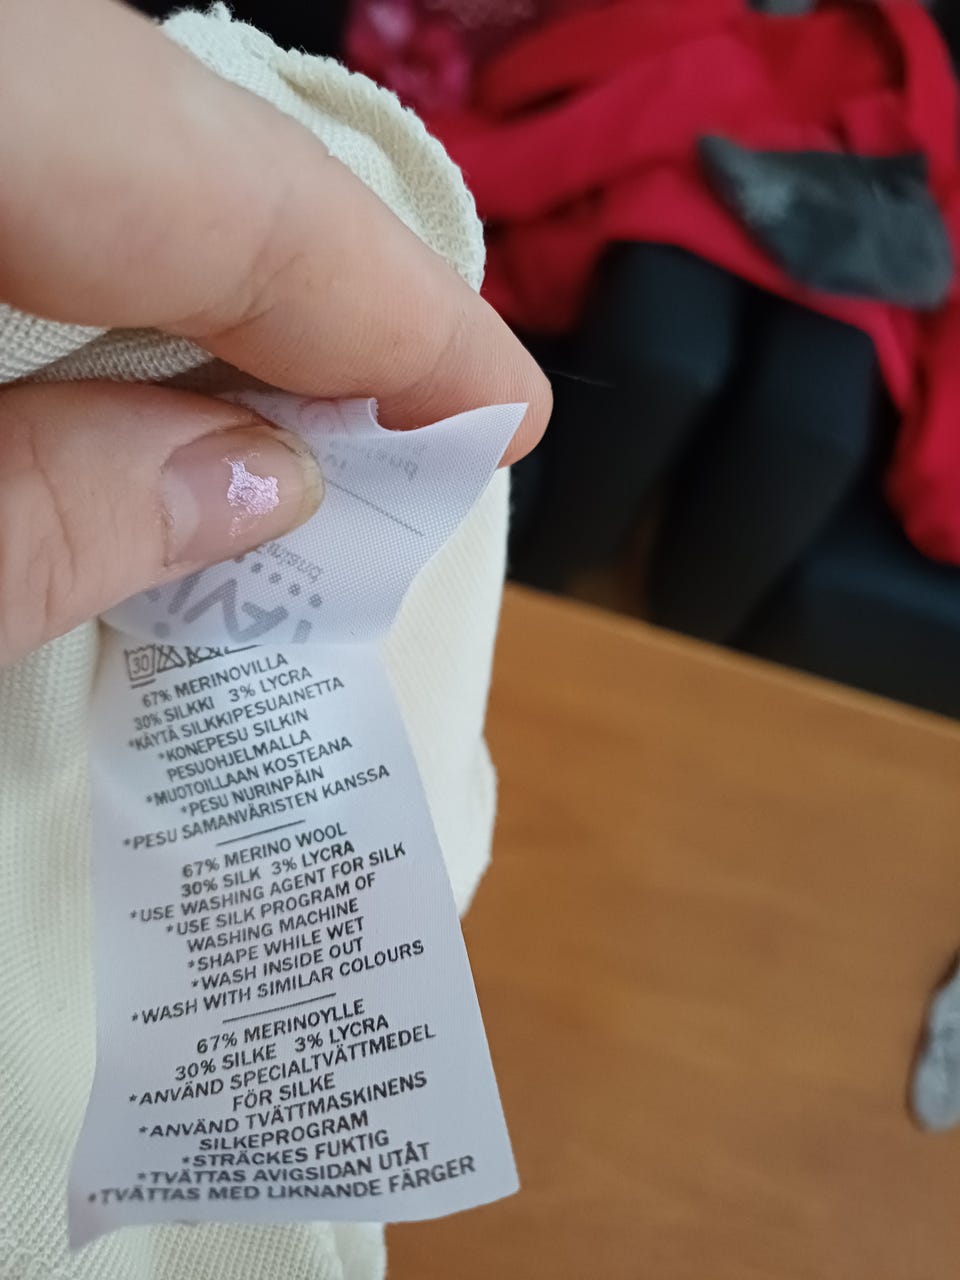 30
67% MERINOVILLA
30% SILKKI 3% LYCRA
*KÄYTÄ SILKKIPESUAINETTA
*KONEPESU SILKIN
PESUOHJELMALLA
*MUOTOILLAAN KOSTEANA
*PESU NURINPÄIN
*PESU SAMANVÄRISTEN KANSSA
67% MERINO WOOL
30% SILK 3% LYCRA
*USE WASHING AGENT FOR SILK
*USE SILK PROGRAM OF
WASHING MACHINE
*SHAPE WHILE WET
*WASH INSIDE OUT
*WASH WITH SIMILAR COLOURS
67% MERINOYLLE
30% SILKE 3% LYCRA
*ANVÄND SPECIALTVÄTTMEDEL
FÖR SILKE
*ANVÄND TVÄTTMASKINENS
SILKEPROGRAM
*STRÄCKES FUKTIG
*TVÄTTAS AVIGSIDAN UTÅT
*TVÄTTAS MED LIKNANDE FÄRGER